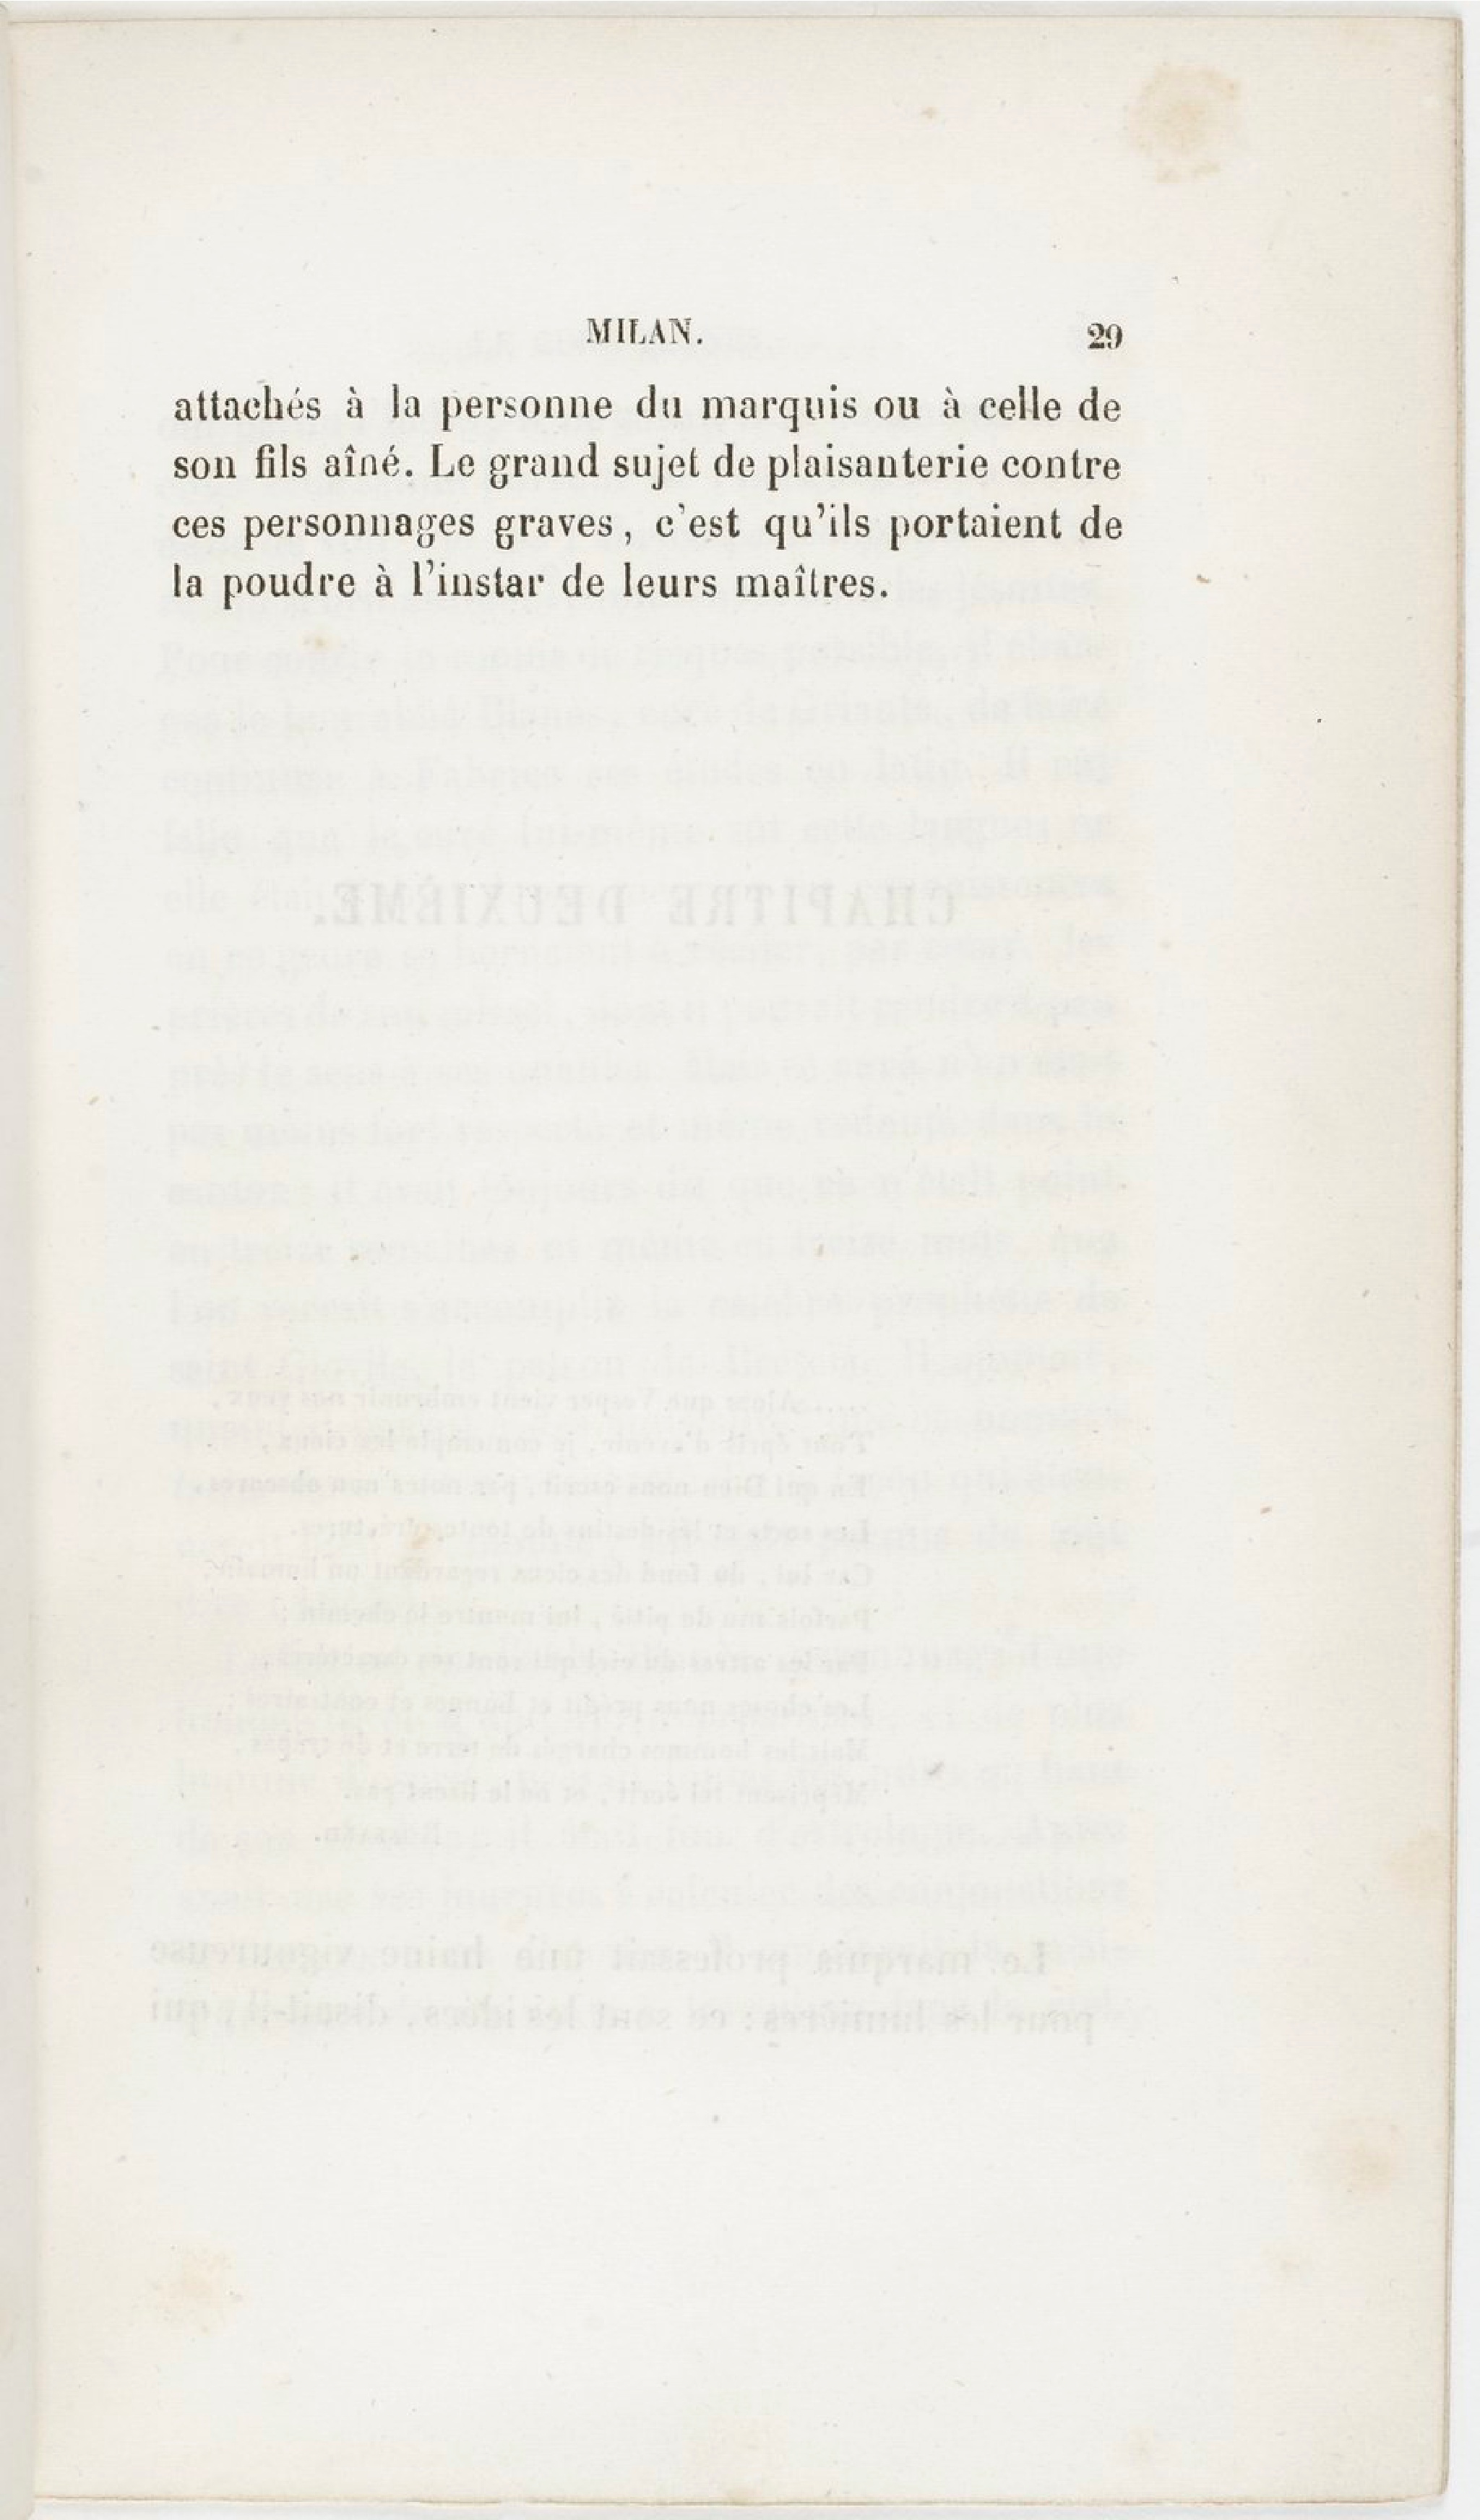 MILAN. 29
attachés à la personne du marquis ou à celle de
son fils aîné. Le grand sujet de plaisanterie contre
ces personnages graves, c'est qu'ils portaient de
la poudre à l'instar de leurs maîtres.